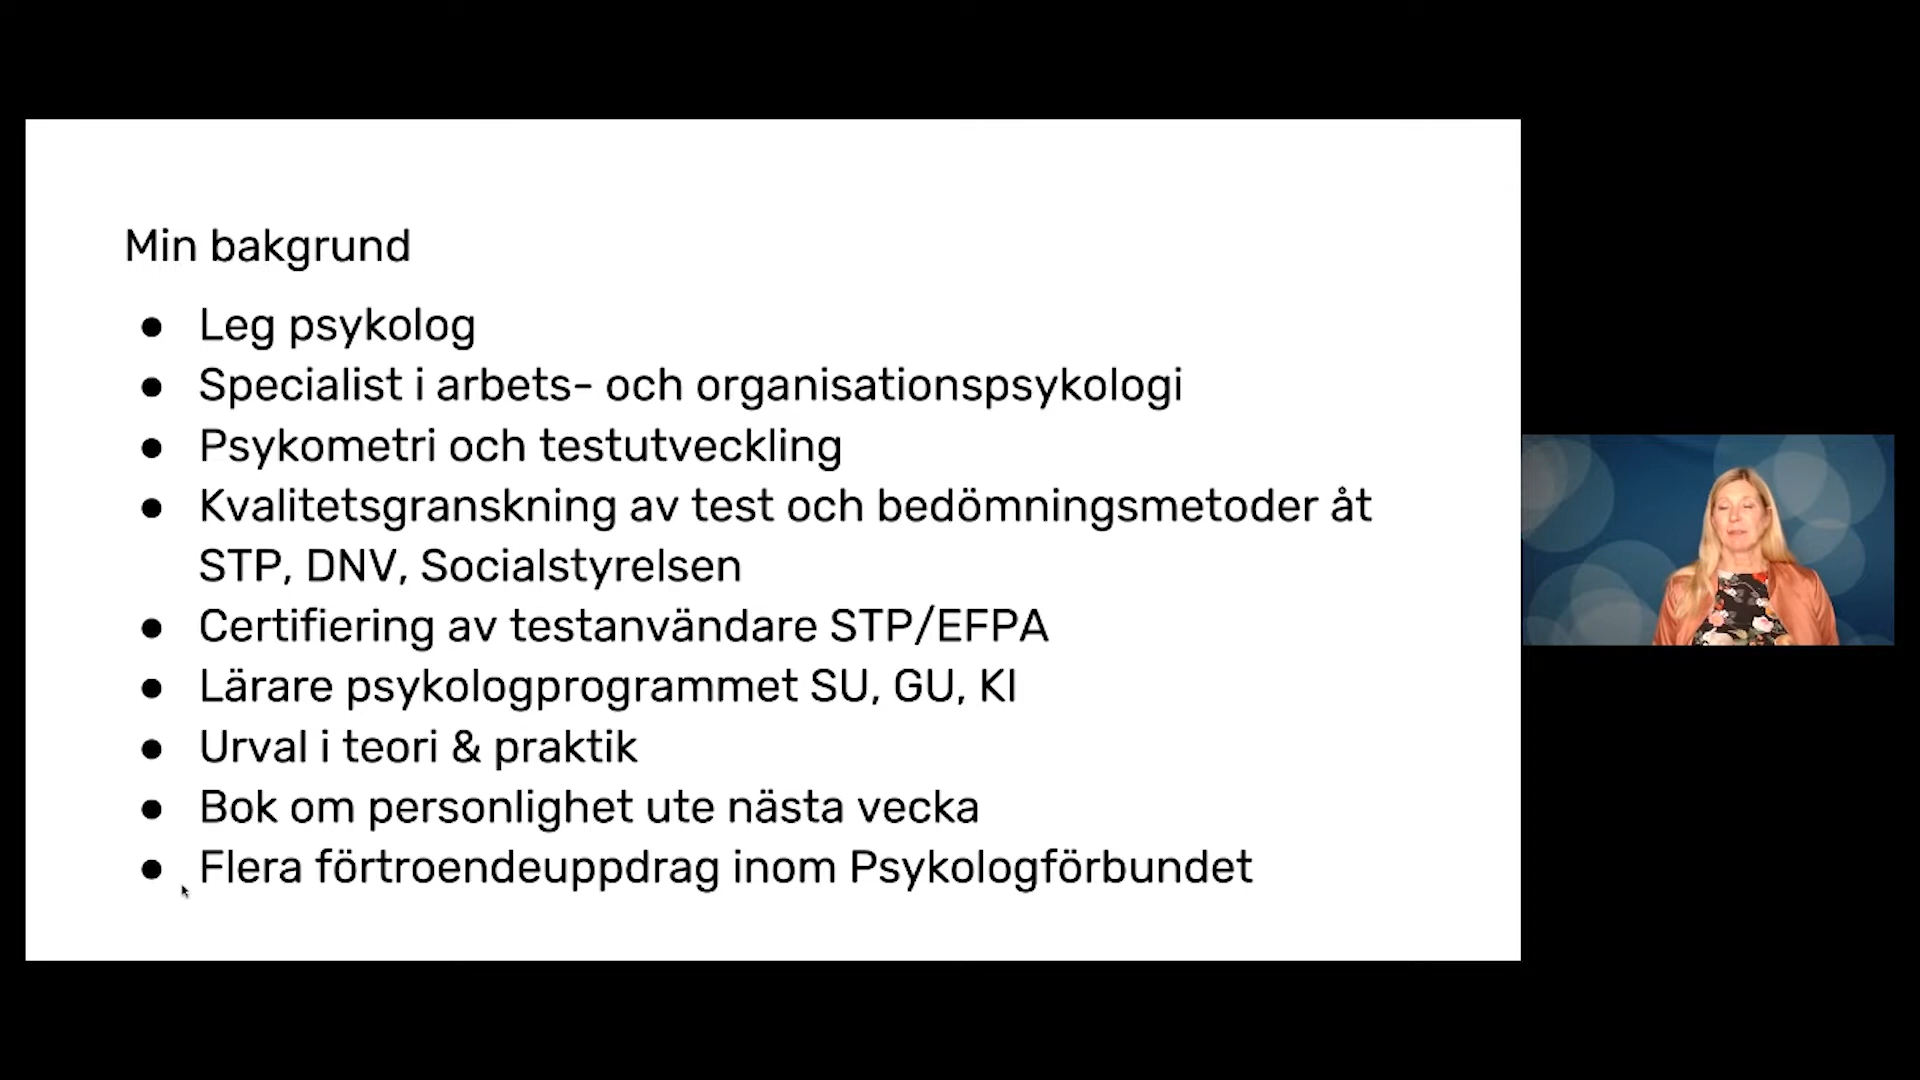 Min bakgrund
● Leg psykolog
● Specialist i arbets- och organisationspsykologi
● Psykometri och testutveckling
● Kvalitetsgranskning av test och bedömningsmetoder åt
STP, DNV, Socialstyrelsen
● Certifiering av testanvändare STP/EFPA
● Lärare psykologprogrammet SU, GU, KI
● Urval i teori & praktik
● Bok om personlighet ute nästa vecka
● Flera förtroendeuppdrag inom Psykologförbundet